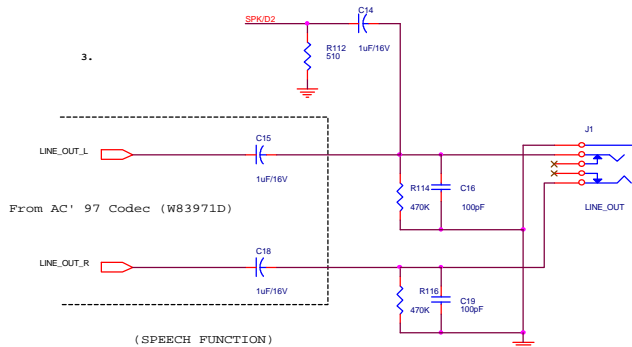 SPK/D2
C14
1uF/16V
R112
510
3.
J1
LINE_OUT_L
C15
1uF/16V
R114
470K
C16
100pF
LINE_OUT
From AC' 97 Codec (W83971D)
LINE_OUT_R
C18
1uF/16V
R116
470K
C19
100pF
(SPEECH FUNCTION)